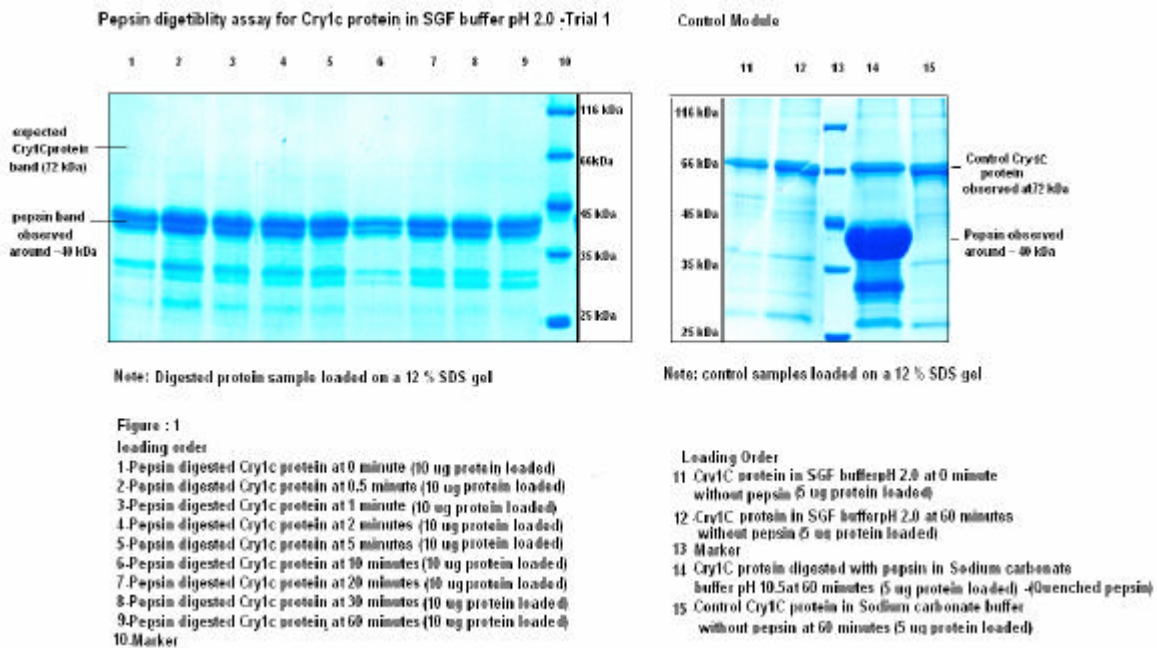 Pepsin digetiblity assay for Cry1c protein in SGF buffer pH 2.0 -Trial 1
Control Module
1 2 3 4 5 6 7 8 9 10
11 12 13 14 15
expected
Cry1Cprotein
band (72 kDa)
pepsin band
observed
around ~40 kDa
116 kDa
66kDa
45 kDa
35 kDa
25 kDa
116 kDa
66 kDa
45 kDa
35 kDa
25 kDa
Control Cry1C
protein
observed at72 kDa
Pepsin observed
around ~ 40 kDa
Note: Digested protein sample loaded on a 12 % SDS gel
Note: control samples loaded on a 12 % SDS gel
Figure : 1
loading order
1-Pepsin digested Cry1c protein at 0 minute (10 ug protein loaded)
2-Pepsin digested Cry1c protein at 0.5 minute (10 ug protein loaded)
3-Pepsin digested Cry1c protein at 1 minute (10 ug protein loaded)
4-Pepsin digested Cry1c protein at 2 minutes (10 ug protein loaded)
5-Pepsin digested Cry1c protein at 5 minutes (10 ug protein loaded)
6-Pepsin digested Cry1c protein at 10 minutes (10 ug protein loaded)
7-Pepsin digested Cry1c protein at 20 minutes (10 ug protein loaded)
8-Pepsin digested Cry1c protein at 30 minutes (10 ug protein loaded)
9-Pepsin digested Cry1c protein at 60 minutes (10 ug protein loaded)
10.Marker
Loading Order
11 Cry1C protein in SGF bufferpH 2.0 at 0 minute
without pepsin (5 ug protein loaded)
12 -Cry1C protein in SGF bufferpH 2.0 at 60 minutes
without pepsin (5 ug protein loaded)
13 Marker
14 Cry1C protein digested with pepsin in Sodium carbonate
buffer pH 10.5at 60 minutes (5 ug protein loaded) -(Quenched pepsin)
15 Control Cry1C protein in Sodium carbonate buffer
without pepsin at 60 minutes (5 ug protein loaded)